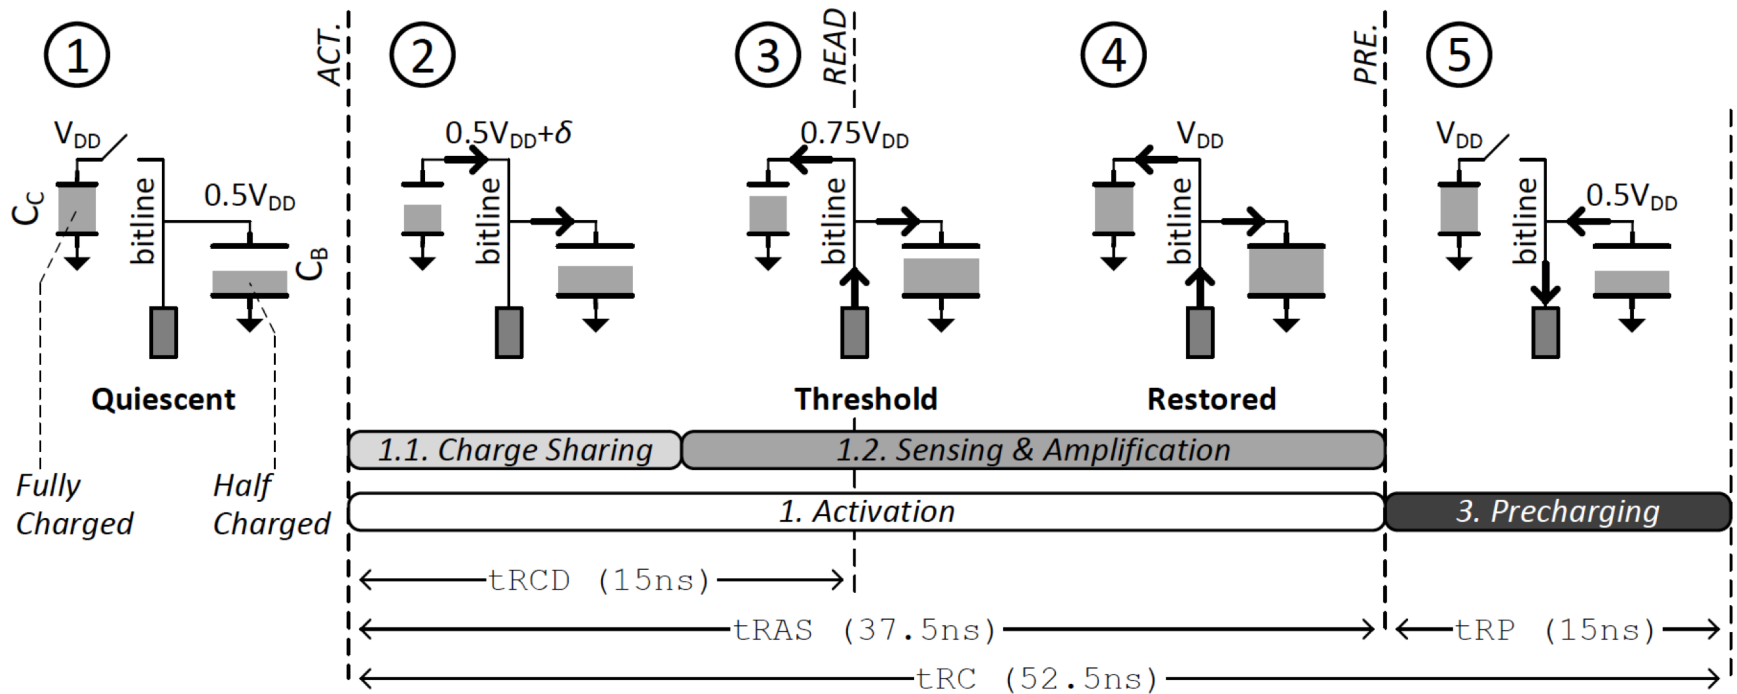 1
ACT.
2
3
READ
4
PRE.
5
VDD
0.5VDD+δ
0.75VDD
VDD
VDD
CC
bitline
0.5VDD
CB
bitline
bitline
bitline
bitline
0.5VDD
Quiescent
Threshold
Restored
1.1. Charge Sharing
1.2. Sensing & Amplification
Fully
Charged
Half
Charged
1. Activation
3. Precharging
tRCD (15ns)
tRAS (37.5ns)
tRP (15ns)
tRC (52.5ns)